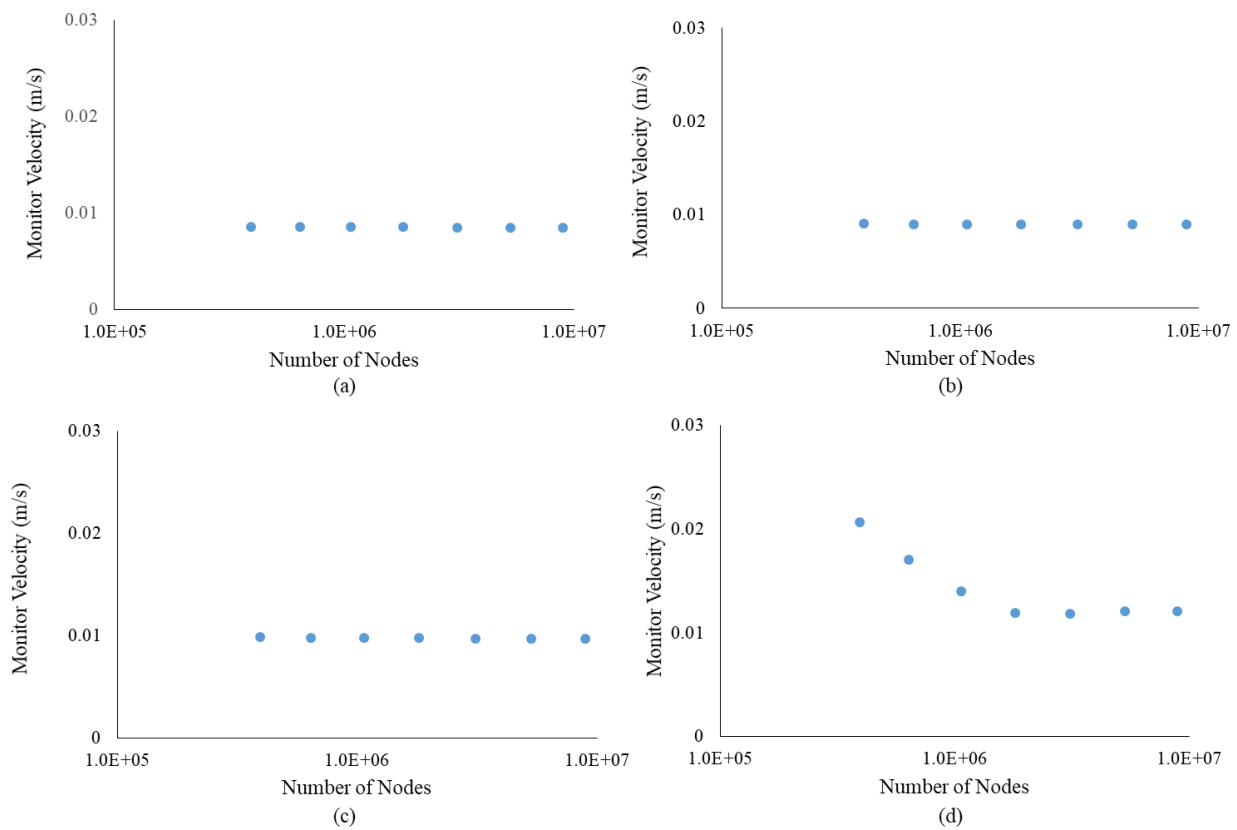 0.03
0.02
0.01
0
Monitor Velocity (m/s)
1.0E+05 1.0E+06 1.0E+07
Number of Nodes
(a)
0.03
0.02
0.01
0
Monitor Velocity (m/s)
1.0E+05 1.0E+06 1.0E+07
Number of Nodes
(b)
0.03
0.02
0.01
0
Monitor Velocity (m/s)
1.0E+05 1.0E+06 1.0E+07
Number of Nodes
(c)
0.03
0.02
0.01
0
Monitor Velocity (m/s)
1.0E+05 1.0E+06 1.0E+07
Number of Nodes
(d)